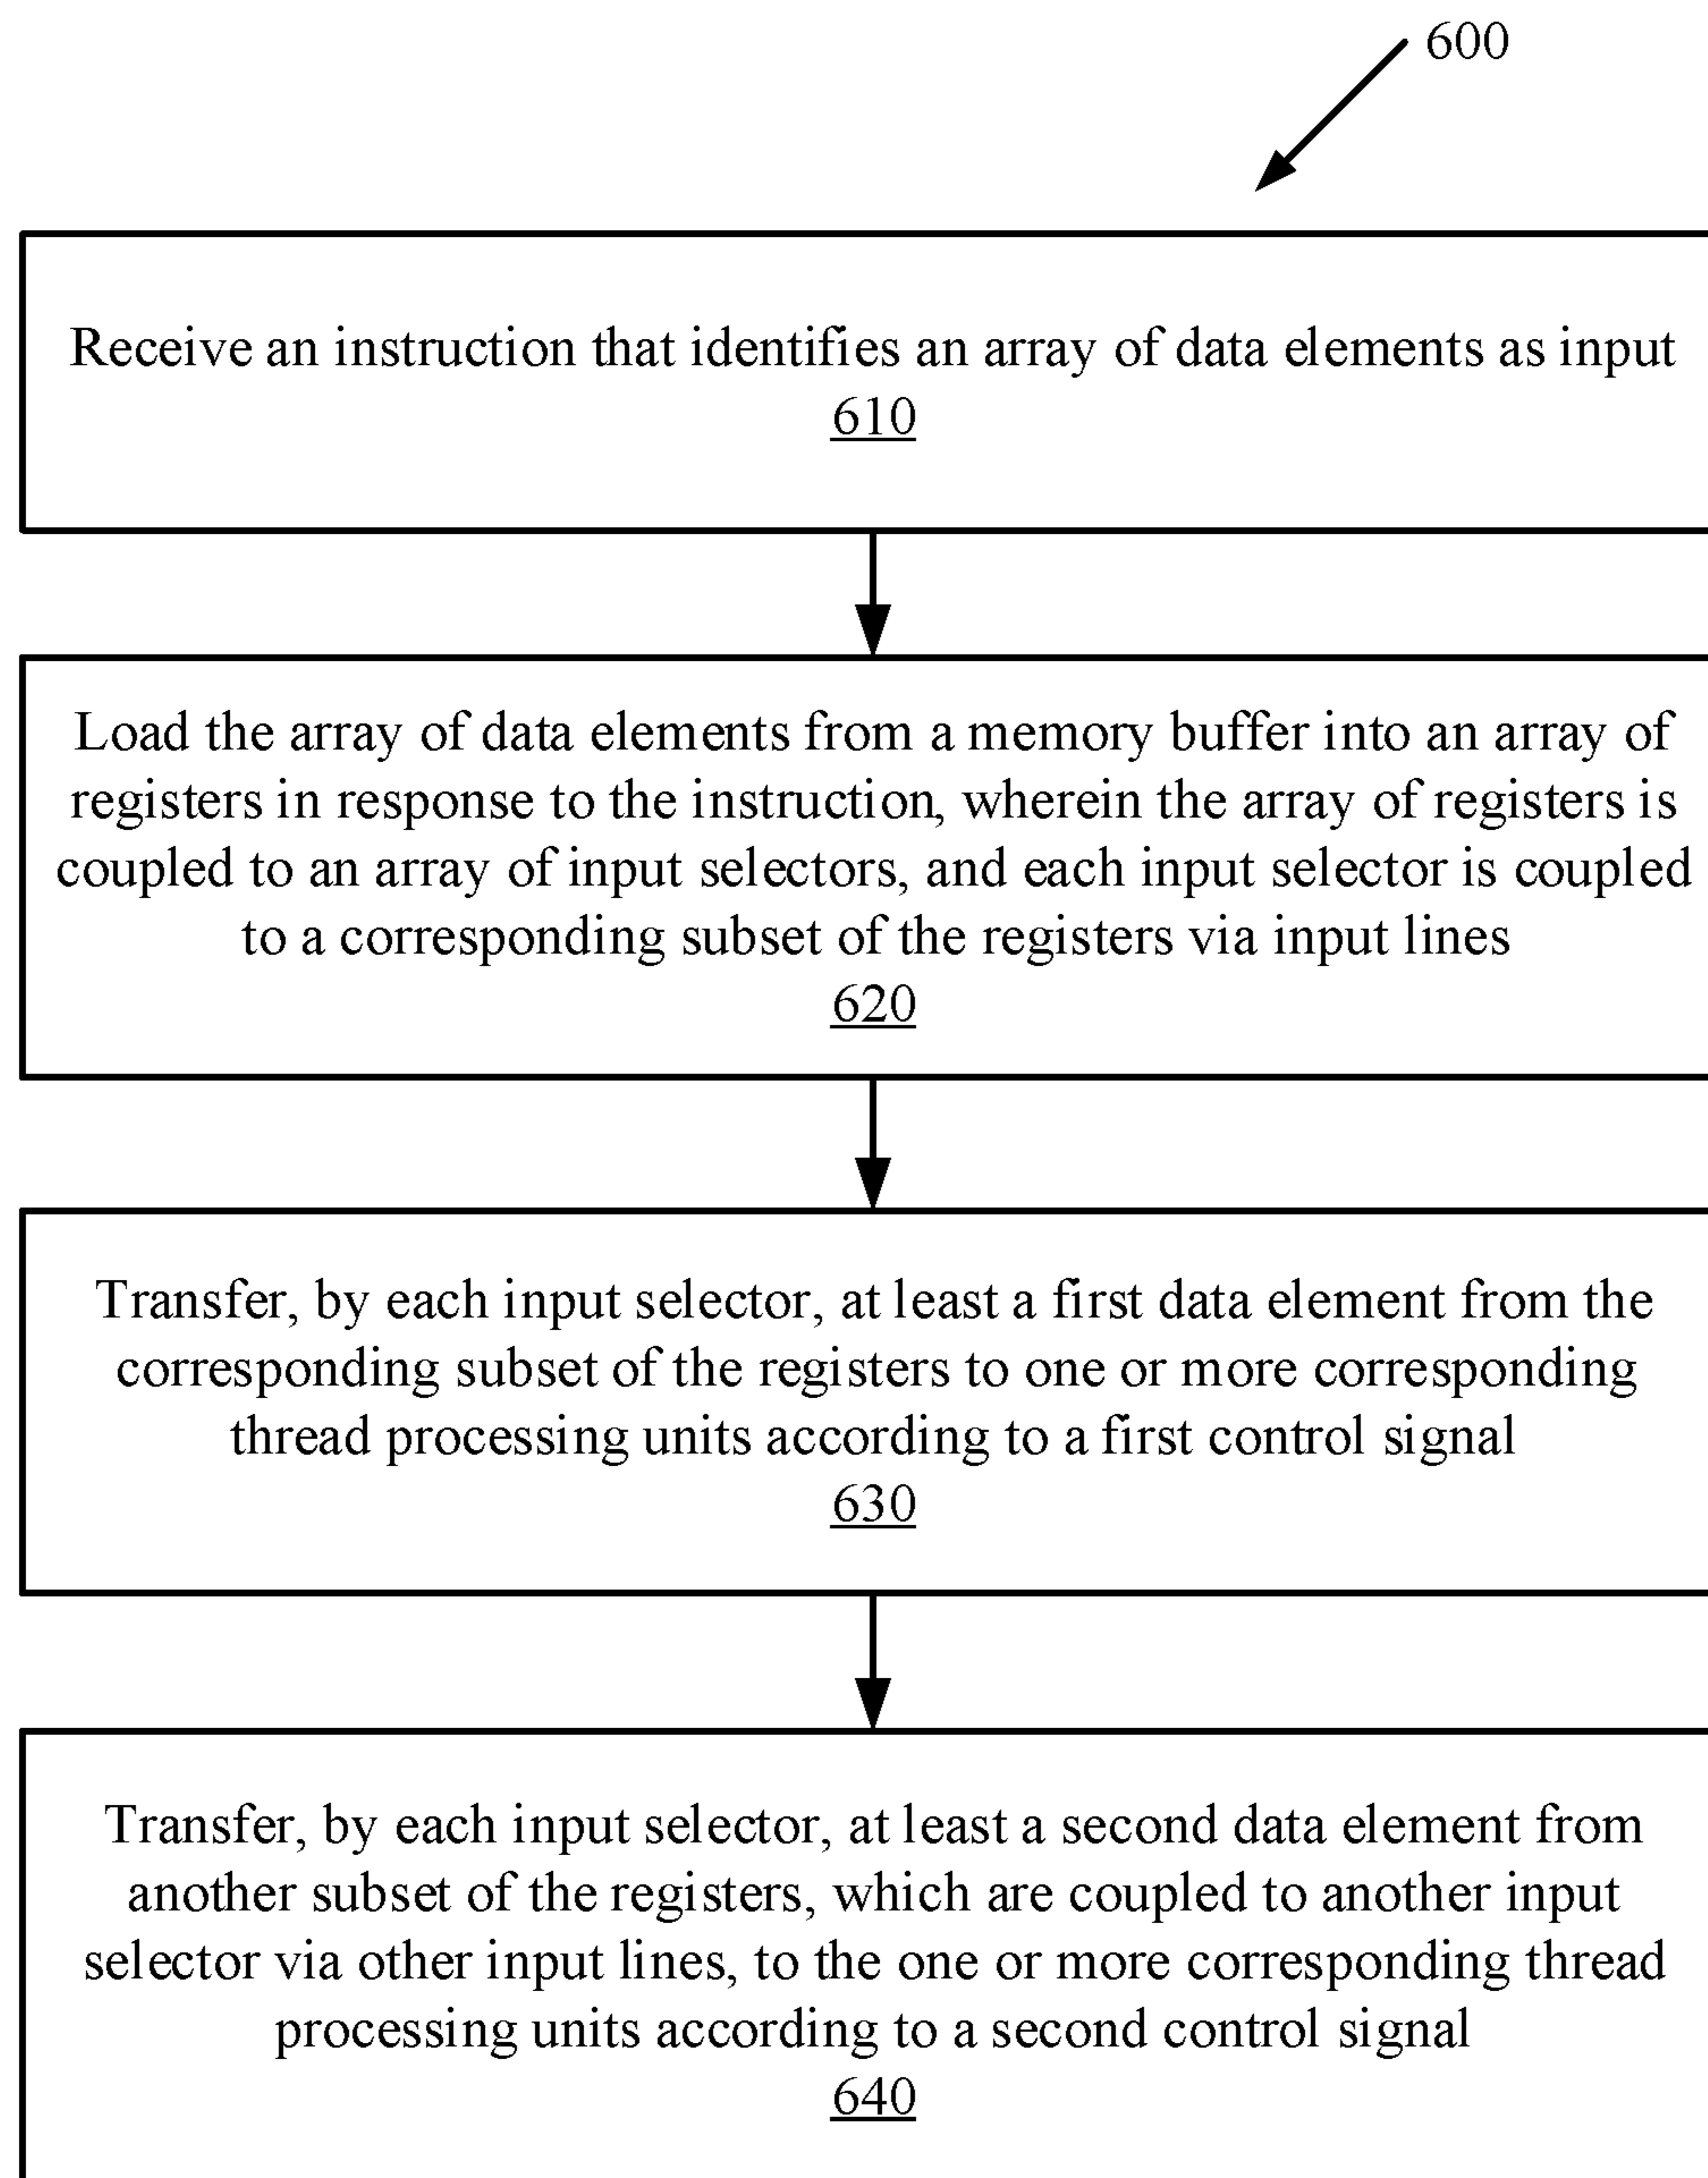 600
Receive an instruction that identifies an array of data elements as input
610
Load the array of data elements from a memory buffer into an array of
registers in response to the instruction, wherein the array of registers is
coupled to an array of input selectors, and each input selector is coupled
to a corresponding subset of the registers via input lines
620
Transfer, by each input selector, at least a first data element from the
corresponding subset of the registers to one or more corresponding
thread processing units according to a first control signal
630
Transfer, by each input selector, at least a second data element from
another subset of the registers, which are coupled to another input
selector via other input lines, to the one or more corresponding thread
processing units according to a second control signal
640